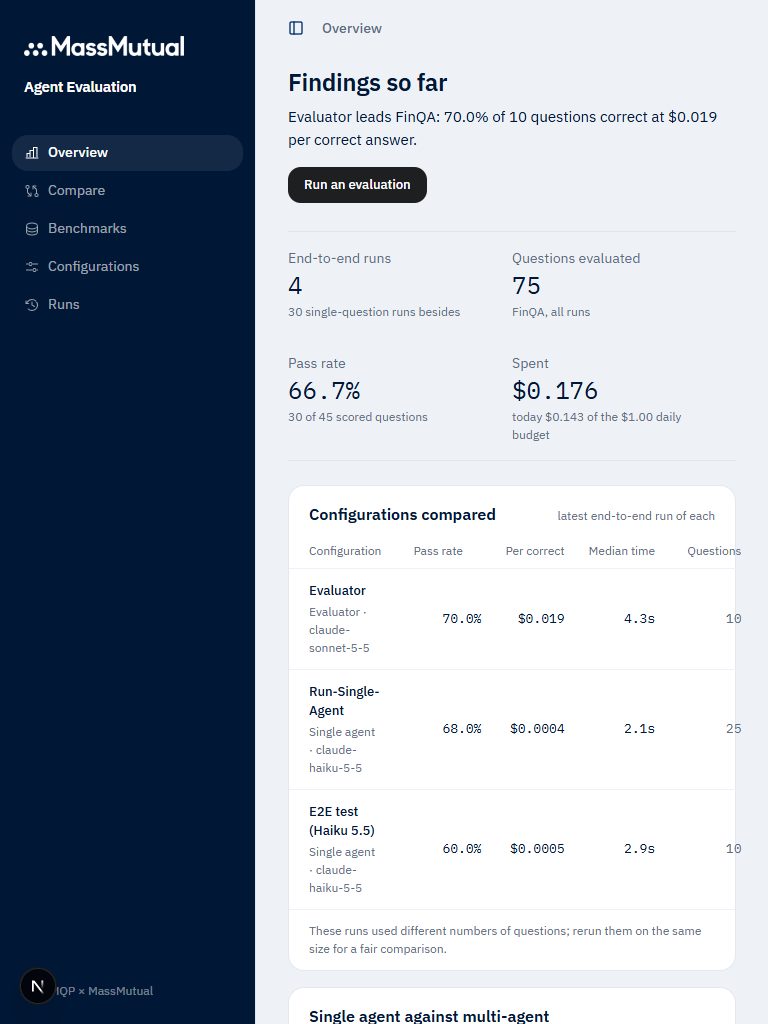 MassMutual
Agent Evaluation
Overview
Compare
Benchmarks
Configurations
Runs
N
IQP × MassMutual
Overview
Findings so far
Evaluator leads FinQA: 70.0% of 10 questions correct at $0.019
per correct answer.
Run an evaluation
End-to-end runs
4
30 single-question runs besides
Questions evaluated
75
FinQA, all runs
Pass rate
66.7%
30 of 45 scored questions
Spent
$0.176
today $0.143 of the $1.00 daily
budget
Configurations compared
latest end-to-end run of each
Configuration Pass rate Per correct Median time Questions
Evaluator
Evaluator ·
claude-
sonnet-5-5
70.0% $0.019 4.3s 10
Run-Single-
Agent
Single agent
· claude-
haiku-5-5
68.0% $0.0004 2.1s 25
E2E test
(Haiku 5.5)
Single agent
· claude-
haiku-5-5
60.0% $0.0005 2.9s 10
These runs used different numbers of questions; rerun them on the same
size for a fair comparison.
Single agent against multi-agent